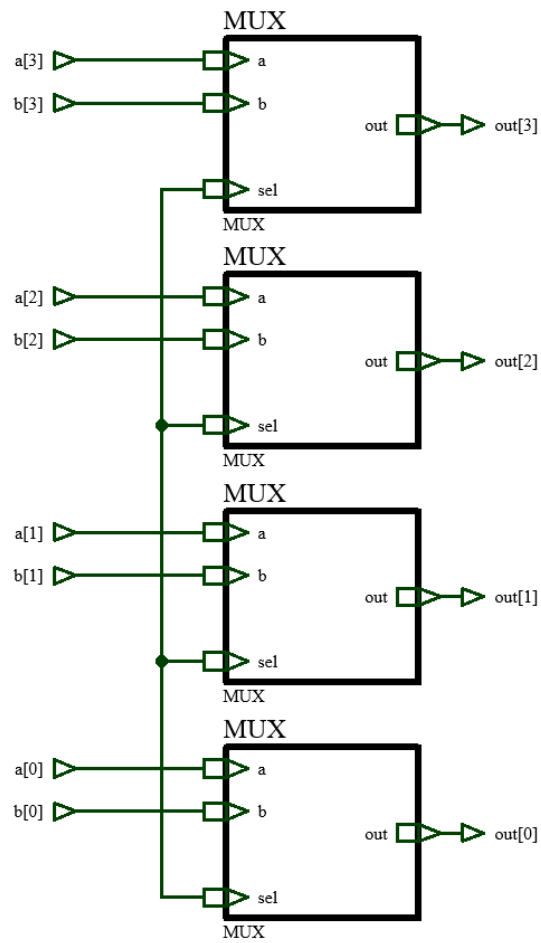 MUX
a[3] a
b[3] b
out out[3]
sel
MUX
MUX
a[2] a
b[2] b
out out[2]
sel
MUX
MUX
a[1] a
b[1] b
out out[1]
sel
MUX
MUX
a[0] a
b[0] b
out out[0]
sel
MUX